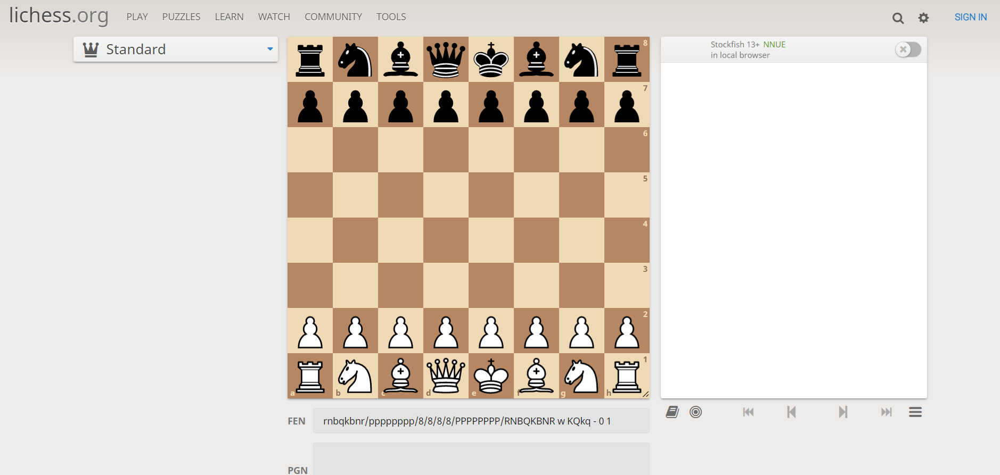 lichess.org PLAY PUZZLES LEARN WATCH COMMUNITY TOOLS SIGN IN
Standard
Stockfish 13+ NNUE
in local browser
8
7
6
5
4
3
2
1
a b c d e f g h
FEN rnbqkbnr/pppppppp/8/8/8/8/PPPPPPPP/RNBQKBNR w KQkq - 0 1
PGN